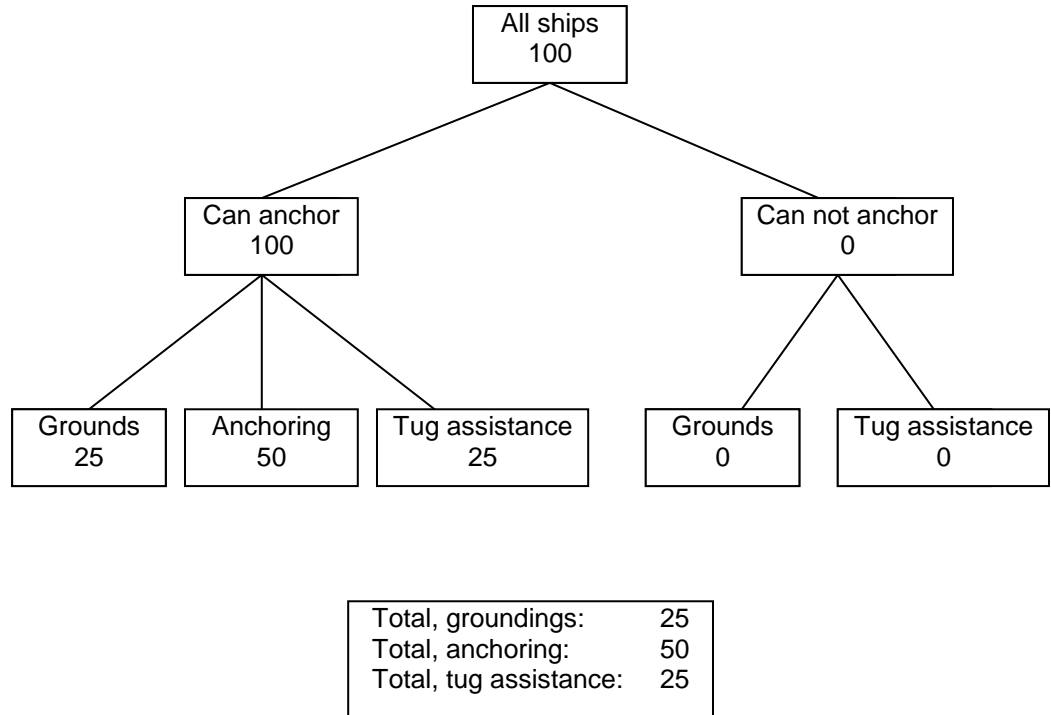 All ships
100
Can anchor
100
Can not anchor
0
Grounds
25
Anchoring
50
Tug assistance
25
Grounds
0
Tug assistance
0
Total, groundings: 25
Total, anchoring: 50
Total, tug assistance: 25